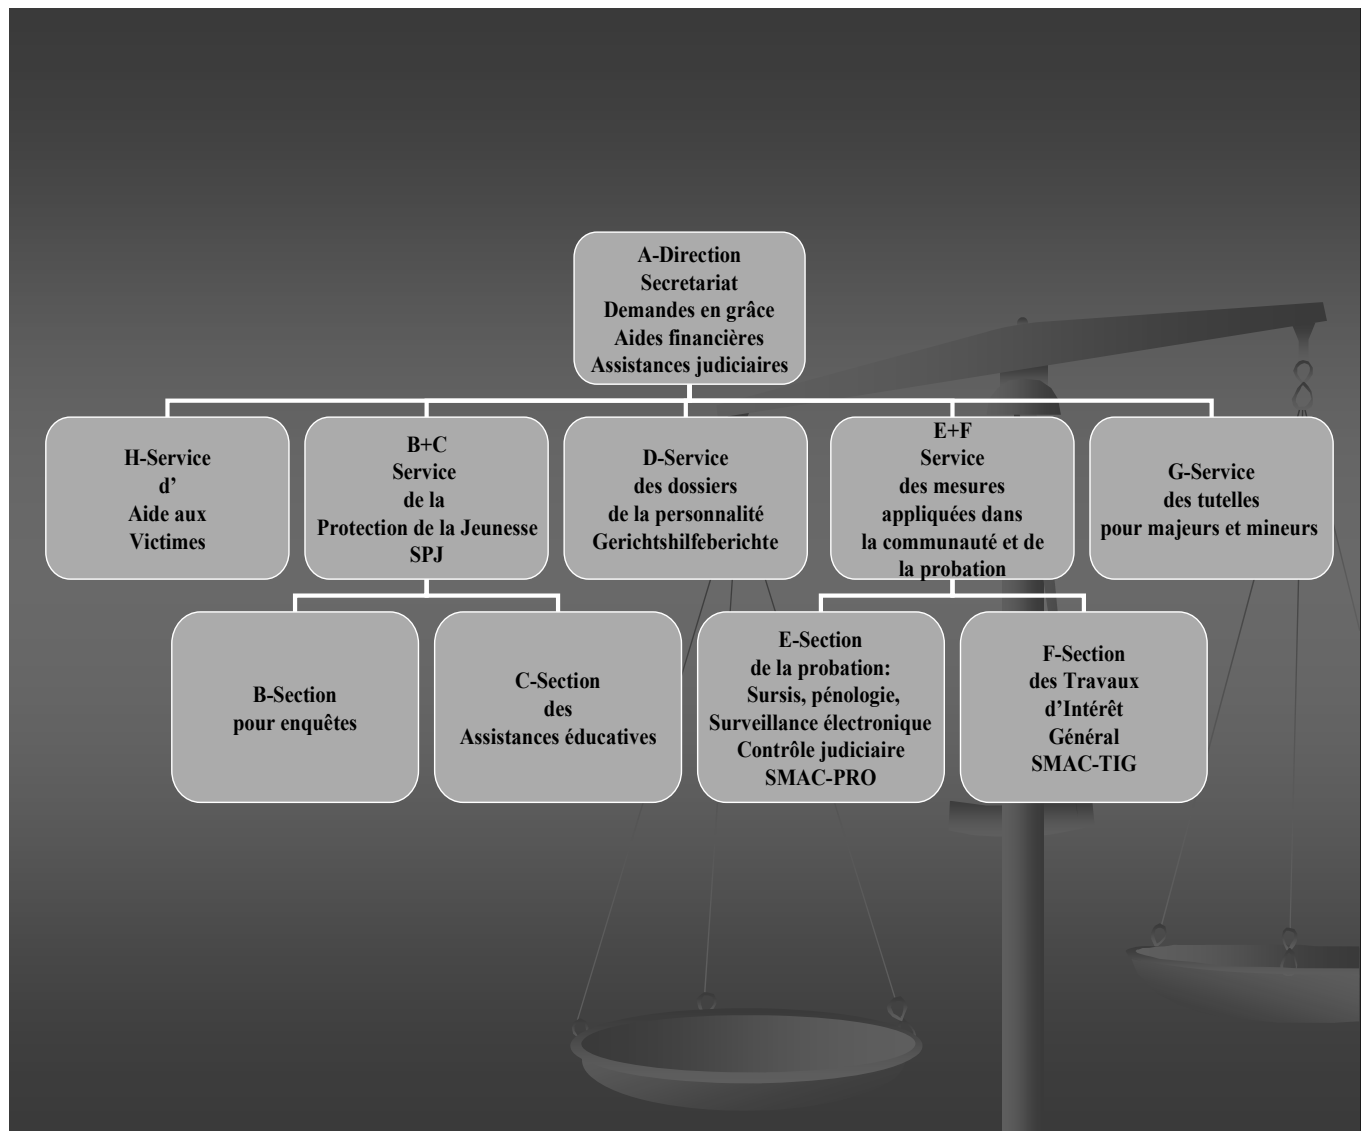 A-Direction
Secretariat
Demandes en grâce
Aides financières
Assistances judiciaires
H-Service
d’
Aide aux
Victimes
B+C
Service
de la
Protection de la Jeunesse
SPJ
D-Service
des dossiers
de la personnalité
Gerichtshilfeberichte
E+F
Service
des mesures
appliquées dans
la communauté et de
la probation
G-Service
des tutelles
pour majeurs et mineurs
B-Section
pour enquêtes
C-Section
des
Assistances éducatives
E-Section
de la probation:
Sursis, pénologie,
Surveillance électronique
Contrôle judiciaire
SMAC-PRO
F-Section
des Travaux
d’Intérêt
Général
SMAC-TIG